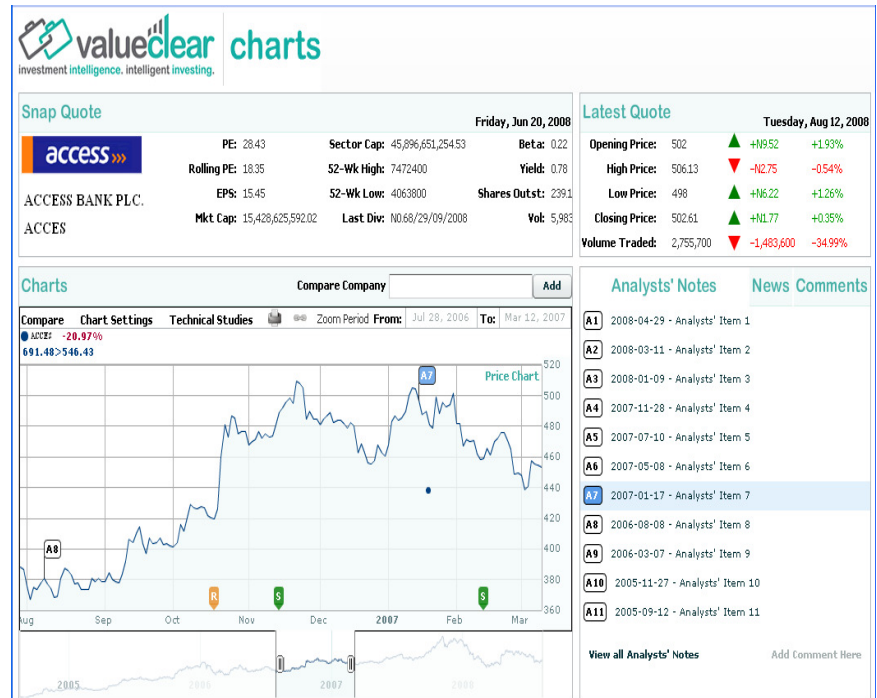 valueclear charts
investment intelligence. intelligent investing.
Snap Quote
Friday, Jun 20, 2008
access
ACCESS BANK PLC.
ACCES
PE: 28.43 Sector Cap: 45,896,651,254.53 Beta: 0.22
Rolling PE: 18.35 52-Wk High: 7472400 Yield: 0.78
EPS: 15.45 52-Wk Low: 4063800 Shares Outst: 239.1
Mkt Cap: 15,428,625,592.02 Last Div: N0.68/29/09/2008 Vol: 5,983
Latest Quote
Tuesday, Aug 12, 2008
Opening Price: 502 +N9.52 +1.93%
High Price: 506.13 -N2.75 -0.54%
Low Price: 498 +N6.22 +1.26%
Closing Price: 502.61 +N1.77 +0.35%
Volume Traded: 2,755,700 -1,483,600 -34.99%
Charts Compare Company Add
Compare Chart Settings Technical Studies Zoom Period From: Jul 28, 2006 To: Mar 12, 2007
ACCES -20.97%
691.48>546.43
Price Chart
520
500
480
460
440
420
400
380
360
A7
A8
R S S
Aug Sep Oct Nov Dec 2007 Feb Mar
2005 2006 2007 2008
Analysts' Notes News Comments
A1 2008-04-29 - Analysts' Item 1
A2 2008-03-11 - Analysts' Item 2
A3 2008-01-09 - Analysts' Item 3
A4 2007-11-28 - Analysts' Item 4
A5 2007-07-10 - Analysts' Item 5
A6 2007-05-08 - Analysts' Item 6
A7 2007-01-17 - Analysts' Item 7
A8 2006-08-08 - Analysts' Item 8
A9 2006-03-07 - Analysts' Item 9
A10 2005-11-27 - Analysts' Item 10
A11 2005-09-12 - Analysts' Item 11
View all Analysts' Notes Add Comment Here